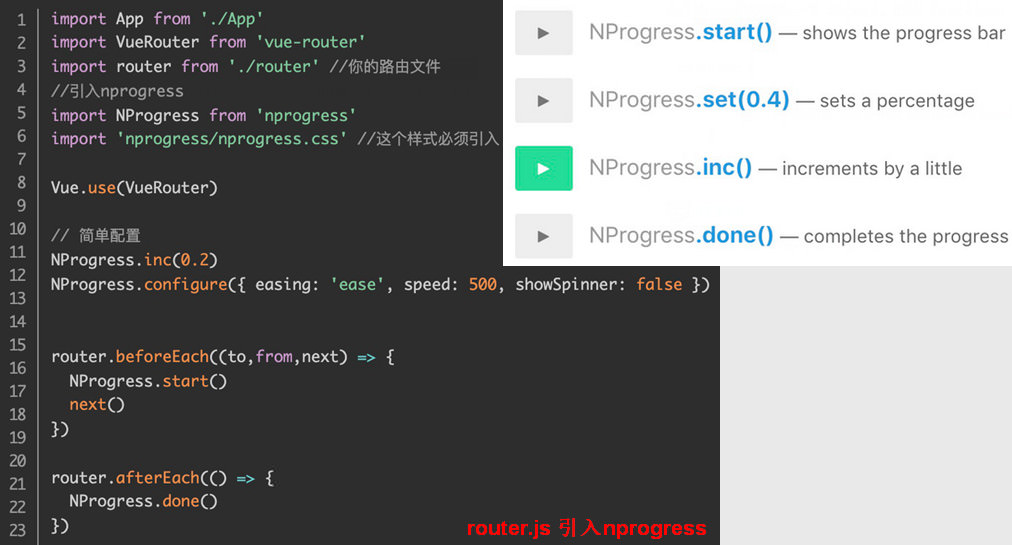 1 import App from './App'
2 import VueRouter from 'vue-router'
3 import router from './router' //你的路由文件
4 //引入nprogress
5 import NProgress from 'nprogress'
6 import 'nprogress/nprogress.css' //这个样式必须引入
7
8 Vue.use(VueRouter)
9
10 // 简单配置
11 NProgress.inc(0.2)
12 NProgress.configure({ easing: 'ease', speed: 500, showSpinner: false })
13
14
15 router.beforeEach((to,from,next) => {
16 NProgress.start()
17 next()
18 })
19
20 router.afterEach(() => {
21 NProgress.done()
22 })
23
NProgress.start() — shows the progress bar
NProgress.set(0.4) — sets a percentage
NProgress.inc() — increments by a little
NProgress.done() — completes the progress
router.js 引入nprogress